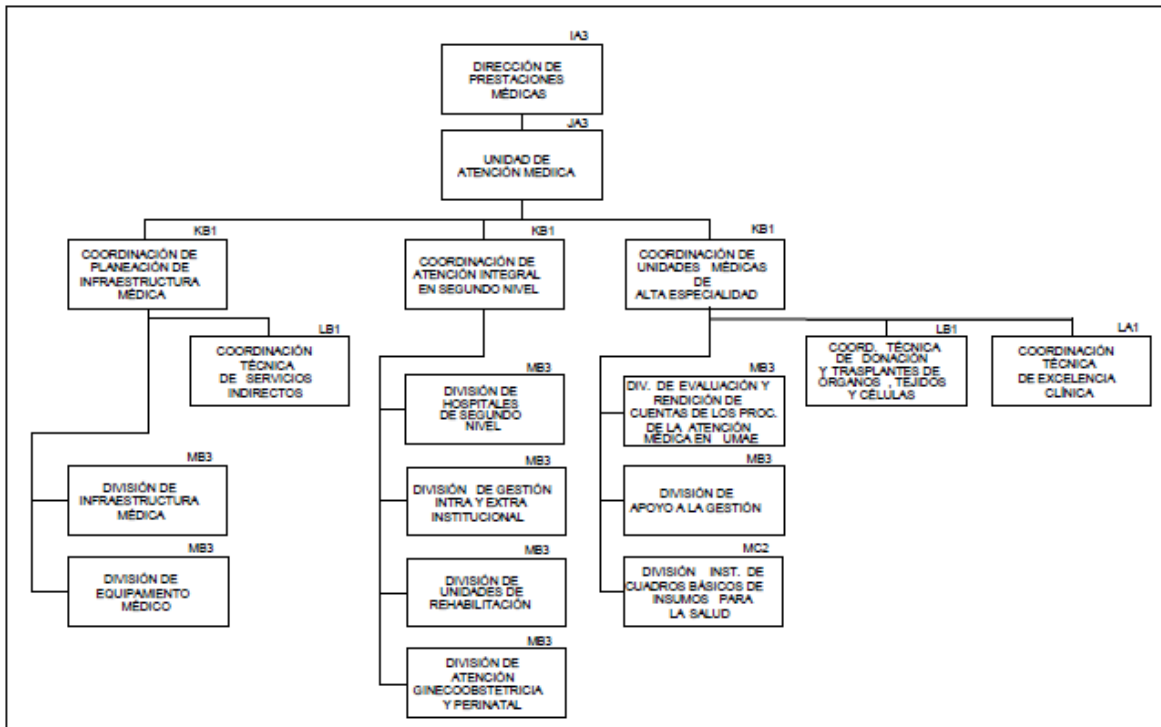 IA3
DIRECCIÓN DE
PRESTACIONES
MÉDICAS
JA3
UNIDAD DE
ATENCIÓN MEDIICA
KB1
COORDINACIÓN DE
PLANEACIÓN DE
INFRAESTRUCTURA
MÉDICA
KB1
COORDINACIÓN DE
ATENCIÓN INTEGRAL
EN SEGUNDO NIVEL
KB1
COORDINACIÓN DE
UNIDADES MÉDICAS
DE
ALTA ESPECIALIDAD
LB1
COORDINACIÓN
TÉCNICA
DE SERVICIOS
INDIRECTOS
LB1
COORD. TÉCNICA
DE DONACIÓN
Y TRASPLANTES DE
ÓRGANOS , TEJIDOS
Y CÉLULAS
LA1
COORDINACIÓN
TÉCNICA
DE EXCELENCIA
CLÍNICA
MB3
DIVISIÓN DE
HOSPITALES
DE SEGUNDO
NIVEL
MB3
DIV. DE EVALUACIÓN Y
RENDICIÓN DE
CUENTAS DE LOS PROC.
DE LA ATENCIÓN
MÉDICA EN UMAE
MB3
DIVISIÓN DE
INFRAESTRUCTURA
MÉDICA
MB3
DIVISIÓN DE GESTIÓN
INTRA Y EXTRA
INSTITUCIONAL
MB3
DIVISIÓN DE
APOYO A LA GESTIÓN
MB3
DIVISIÓN DE
EQUIPAMIENTO
MÉDICO
MB3
DIVISIÓN DE
UNIDADES DE
REHABILITACIÓN
MC2
DIVISIÓN INST. DE
CUADROS BÁSICOS DE
INSUMOS PARA
LA SALUD
MB3
DIVISIÓN DE
ATENCIÓN
GINECOOBSTETRICIA
Y PERINATAL